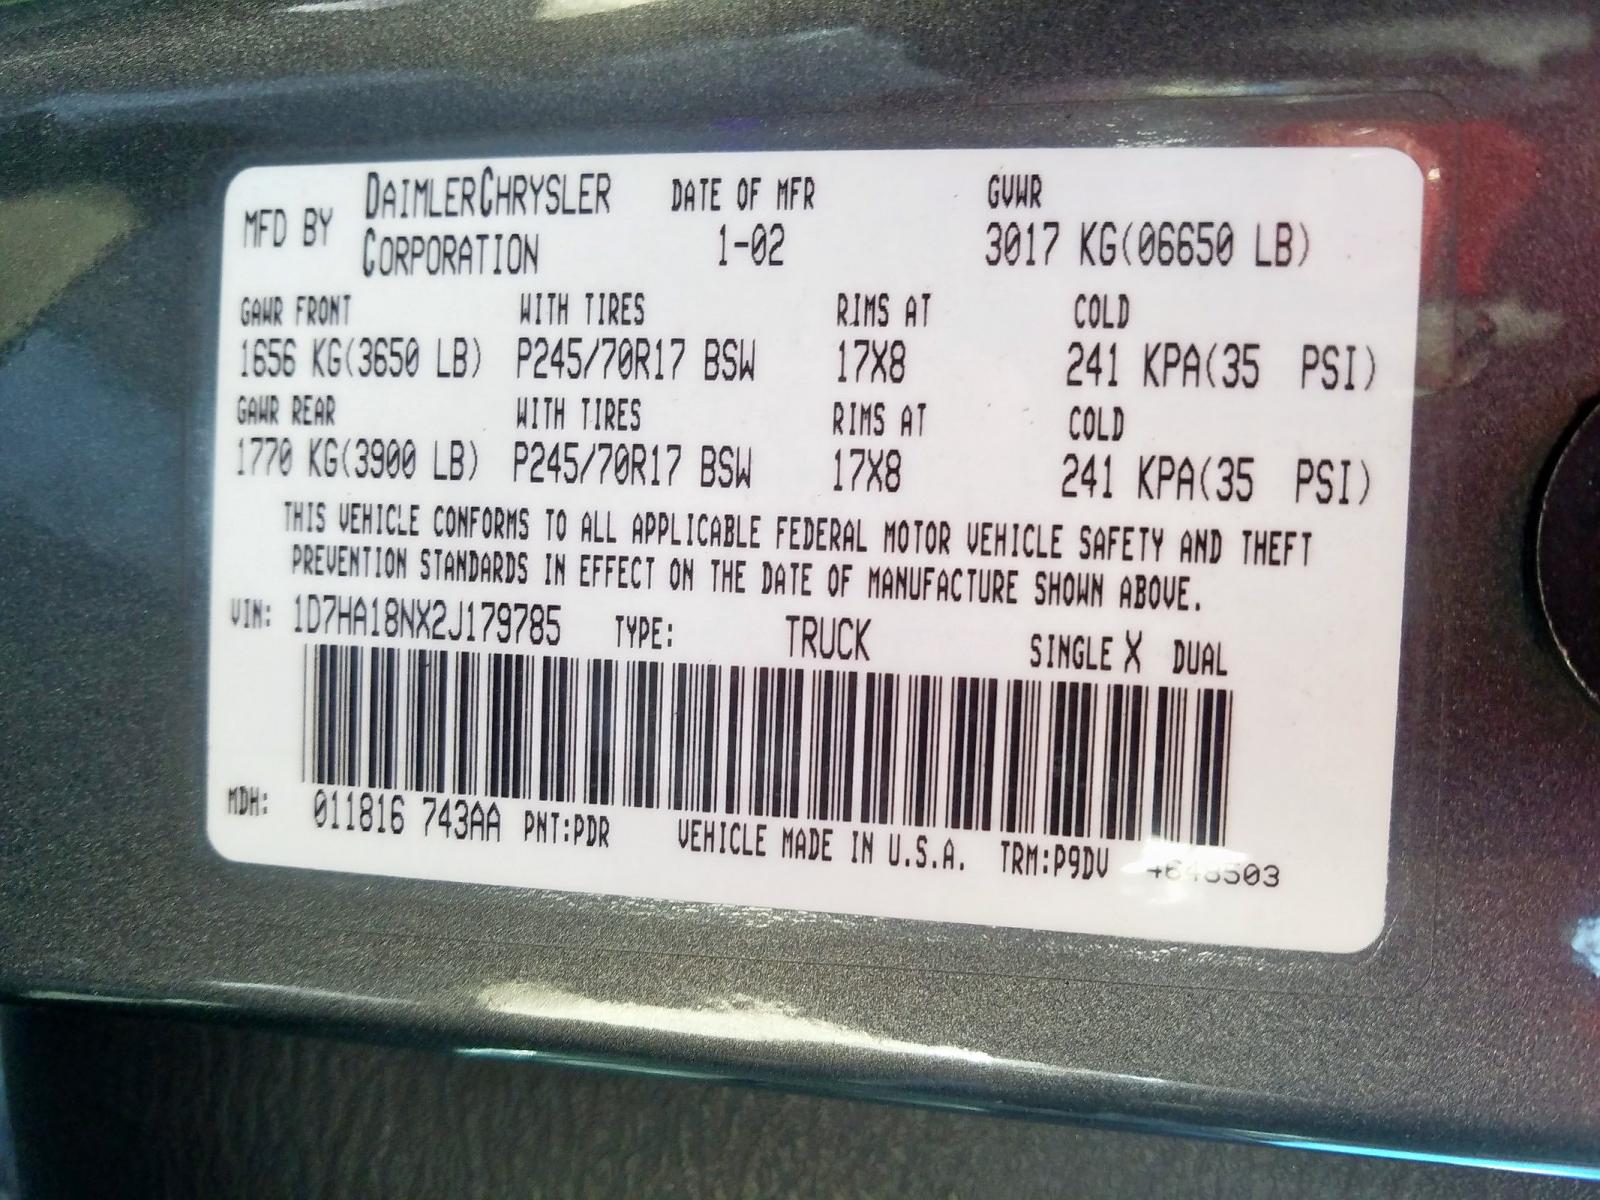 MFD BY DAIMLERCHRYSLER CORPORATION DATE OF MFR 1-02 GVWR 3017 KG(06650 LB)
GAWR FRONT WITH TIRES RIMS AT COLD
1656 KG(3650 LB) P245/70R17 BSW 17X8 241 KPA(35 PSI)
GAWR REAR WITH TIRES RIMS AT COLD
1770 KG(3900 LB) P245/70R17 BSW 17X8 241 KPA(35 PSI)
THIS VEHICLE CONFORMS TO ALL APPLICABLE FEDERAL MOTOR VEHICLE SAFETY AND THEFT
PREVENTION STANDARDS IN EFFECT ON THE DATE OF MANUFACTURE SHOWN ABOVE.
VIN: 1D7HA18NX2J179785 TYPE: TRUCK SINGLE X DUAL
MDH: 011816 743AA PNT:PDR VEHICLE MADE IN U.S.A. TRM:P9DV